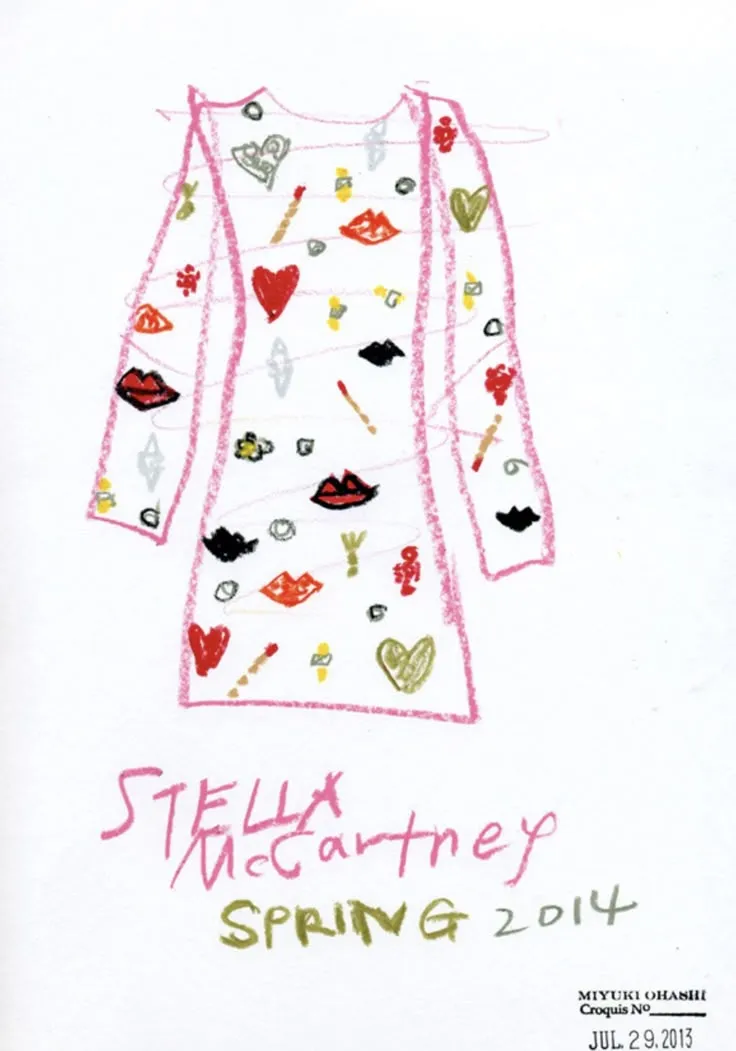 STELLA
McCartney
SPRING 2014
MIYUKI OHASHI
Croquis No
JUL. 29. 2013